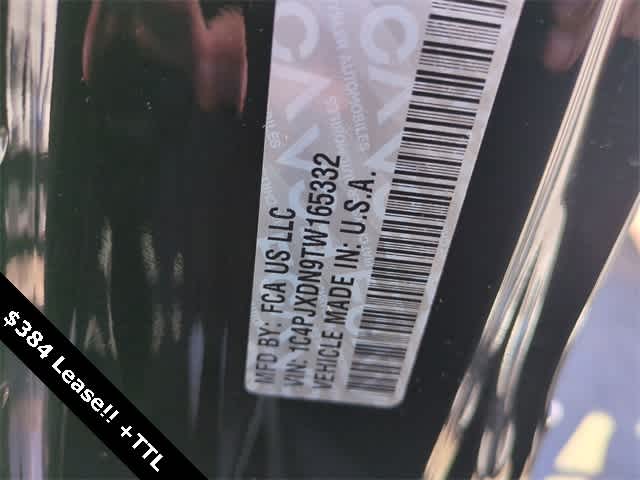 MFD BY: FCA US LLC
VIN: 1C4PJXDN9TW165332
VEHICLE MADE IN: U.S.A.
$384 Lease!! +TTL